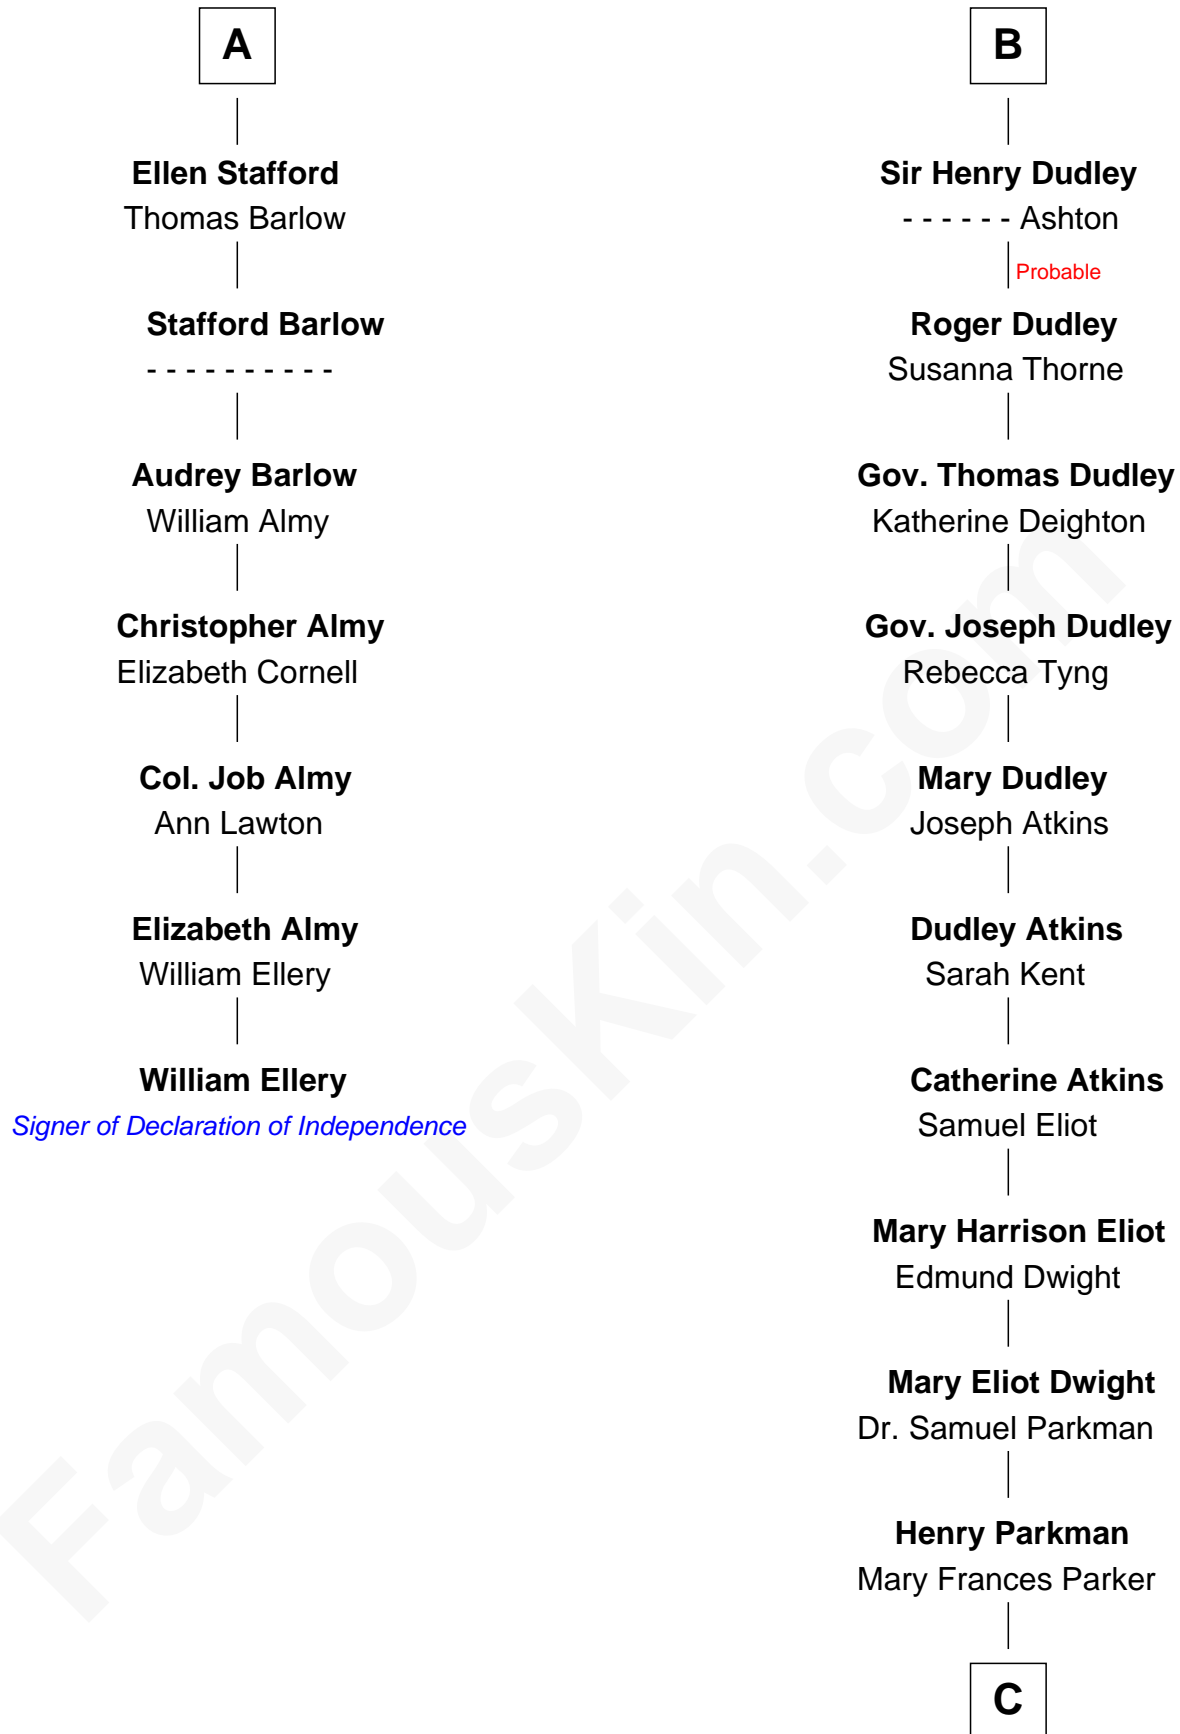 A
Ellen Stafford
Thomas Barlow
Stafford Barlow
- - - - - - - - - -
Audrey Barlow
William Almy
Christopher Almy
Elizabeth Cornell
Col. Job Almy
Ann Lawton
Elizabeth Almy
William Ellery
William Ellery
Signer of Declaration of Independence
B
Sir Henry Dudley
- - - - - - Ashton
Probable
Roger Dudley
Susanna Thorne
Gov. Thomas Dudley
Katherine Deighton
Gov. Joseph Dudley
Rebecca Tyng
Mary Dudley
Joseph Atkins
Dudley Atkins
Sarah Kent
Catherine Atkins
Samuel Eliot
Mary Harrison Eliot
Edmund Dwight
Mary Eliot Dwight
Dr. Samuel Parkman
Henry Parkman
Mary Frances Parker
C
FamousKin.com